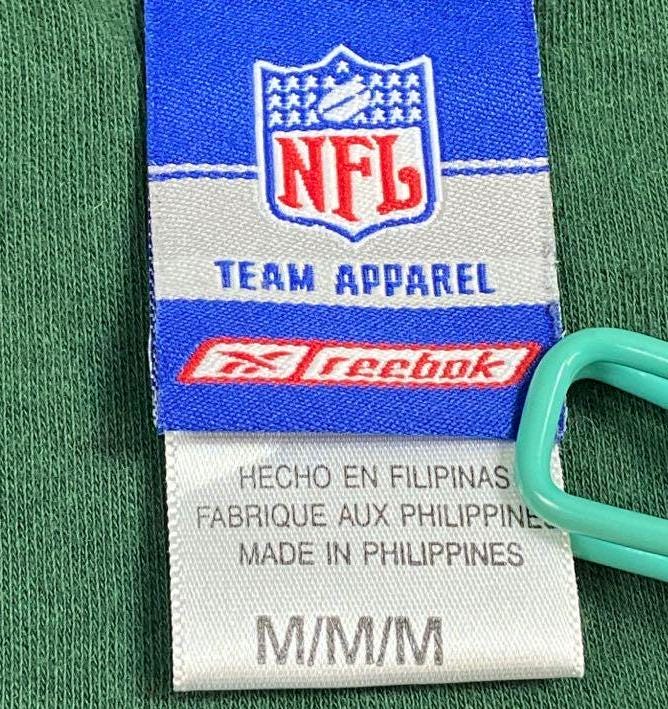 NFL
TEAM APPAREL
reebok
HECHO EN FILIPINAS
FABRIQUE AUX PHILIPPINES
MADE IN PHILIPPINES
M/M/M